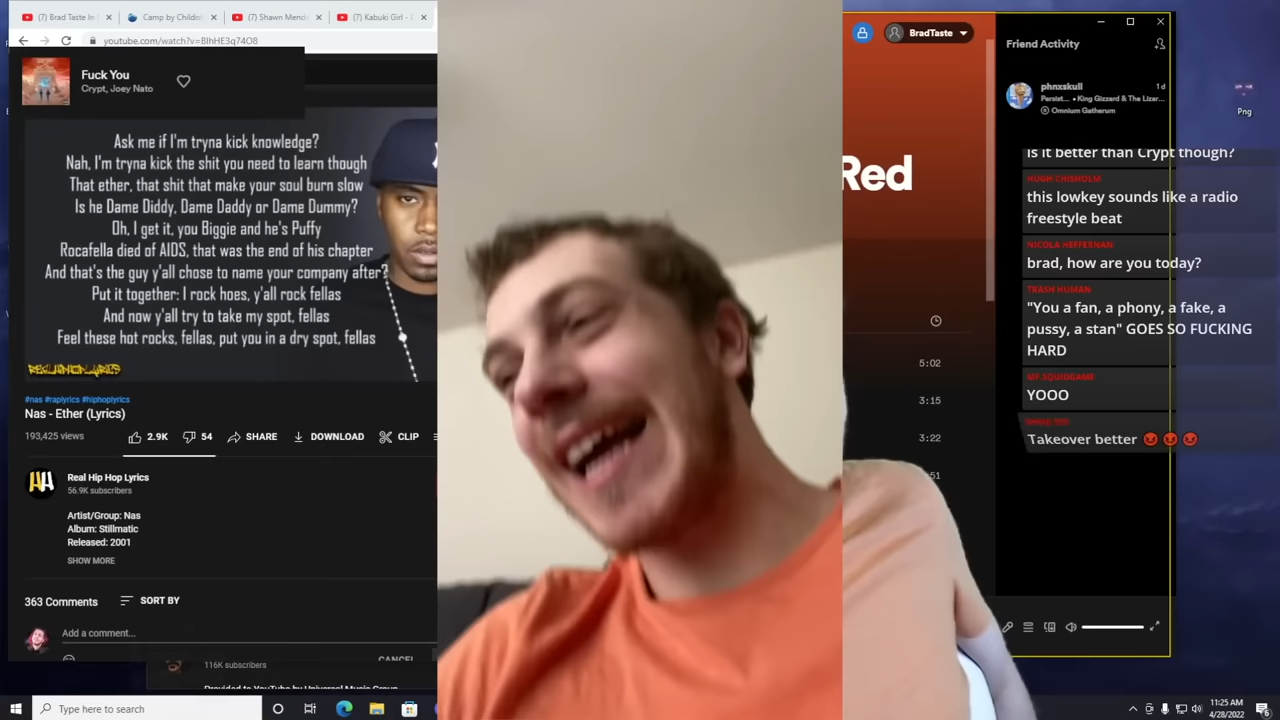 (7) Brad Taste In
Camp by Childis
(7) Shawn Mende
(7) Kabuki Girl -
youtube.com/watch?v=BIhHE3q74O8
Fuck You
Crypt, Joey Nato
Ask me if I'm tryna kick knowledge?
Nah, I'm tryna kick the shit you need to learn though
That ether, that shit that make your soul burn slow
Is he Dame Diddy, Dame Daddy or Dame Dummy?
Oh, I get it, you Biggie and he's Puffy
Rocafella died of AIDS, that was the end of his chapter
And that's the guy y'all chose to name your company after?
Put it together: I rock hoes, y'all rock fellas
And now y'all try to take my spot, fellas
Feel these hot rocks, fellas, put you in a dry spot, fellas
REALHIPHOPLYRICS
#nas #raplyrics #hiphoplyrics
Nas - Ether (Lyrics)
193,425 views
2.9K
54
SHARE
DOWNLOAD
CLIP
Real Hip Hop Lyrics
56.9K subscribers
Artist/Group: Nas
Album: Stillmatic
Released: 2001
SHOW MORE
363 Comments
SORT BY
Add a comment...
CANCEL
116K subscribers
Provided to YouTube by Universal Music Group
Type here to search
BradTaste
Red
5:02
3:15
3:22
:51
Friend Activity
phnxskull
1 d
Persist... • King Gizzard & The Lizar...
Omnium Gatherum
Png
is it better than Crypt though?
HUGH CHISHOLM
this lowkey sounds like a radio
freestyle beat
NICOLA HEFFERNAN
brad, how are you today?
TRASH HUMAN
"You a fan, a phony, a fake, a
pussy, a stan" GOES SO FUCKING
HARD
MF.SQUIDGAME
YOOO
Takeover better 😡 😡 😡
11:25 AM
4/28/2022
6